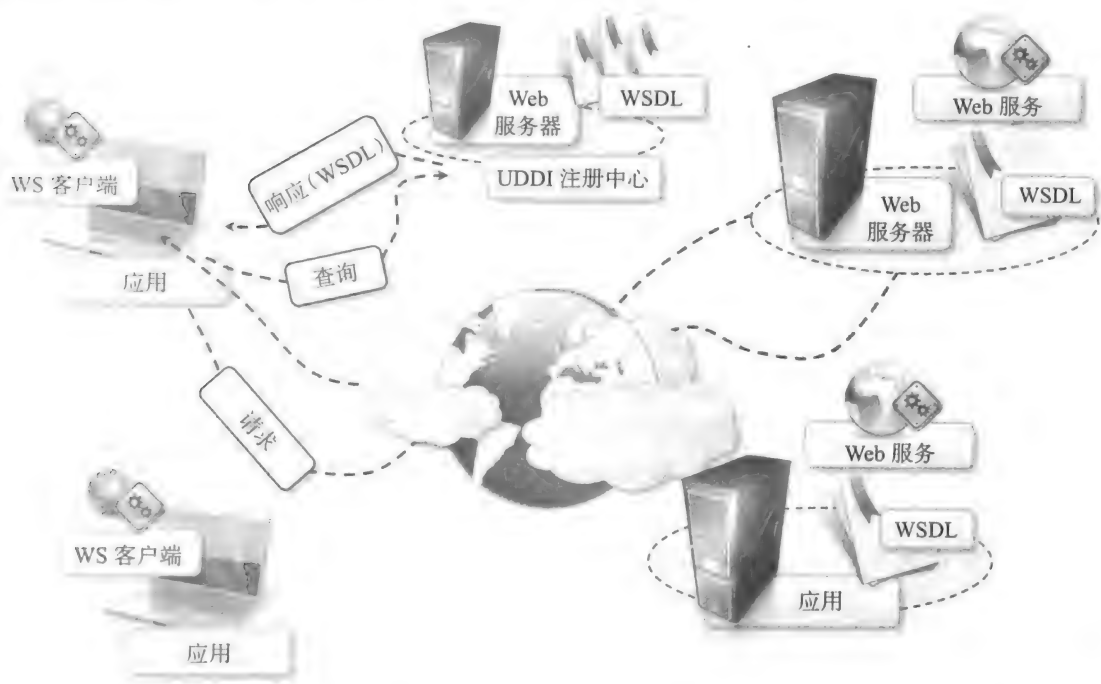 Web
服务器
WSDL
UDDI 注册中心
Web 服务
WS 客户端
响应(WSDL)
Web
服务器
WSDL
查询
应用
请求
Web 服务
WSDL
应用
WS 客户端
应用